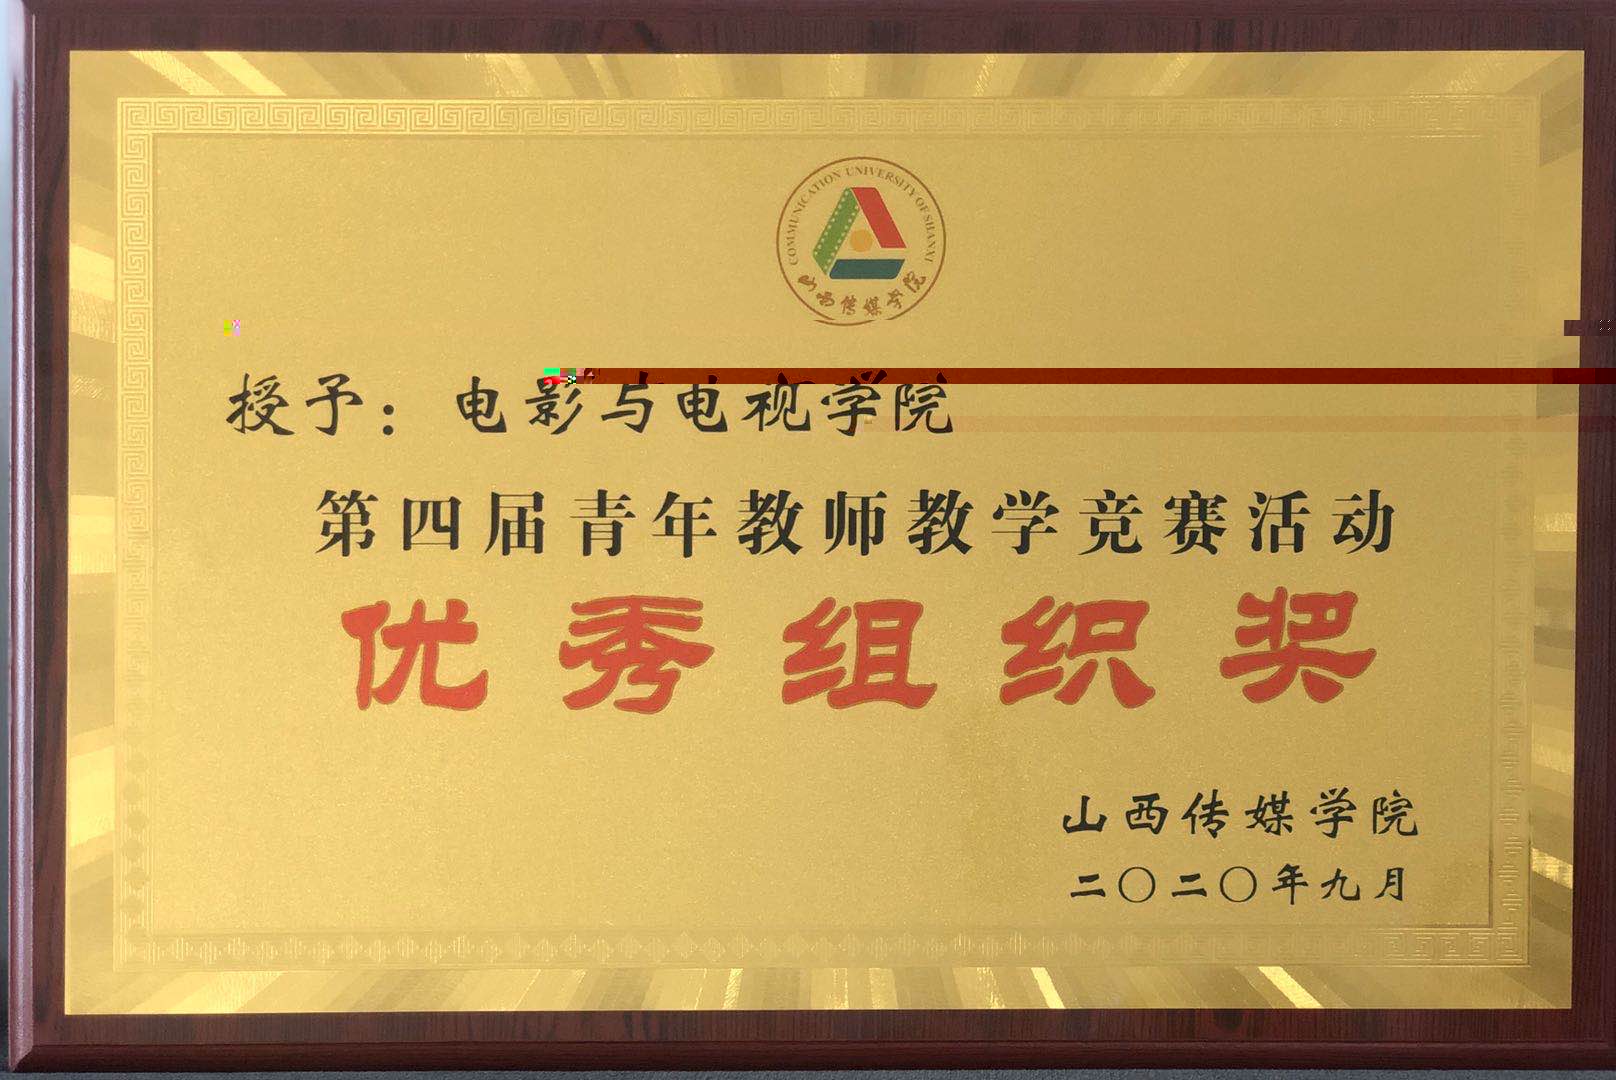 COMMUNICATION UNIVERSITY OF SHANXI
山西传媒学院
授予：电影与电视学院
第四届青年教师教学竞赛活动
优秀组织奖
山西传媒学院
二〇二〇年九月